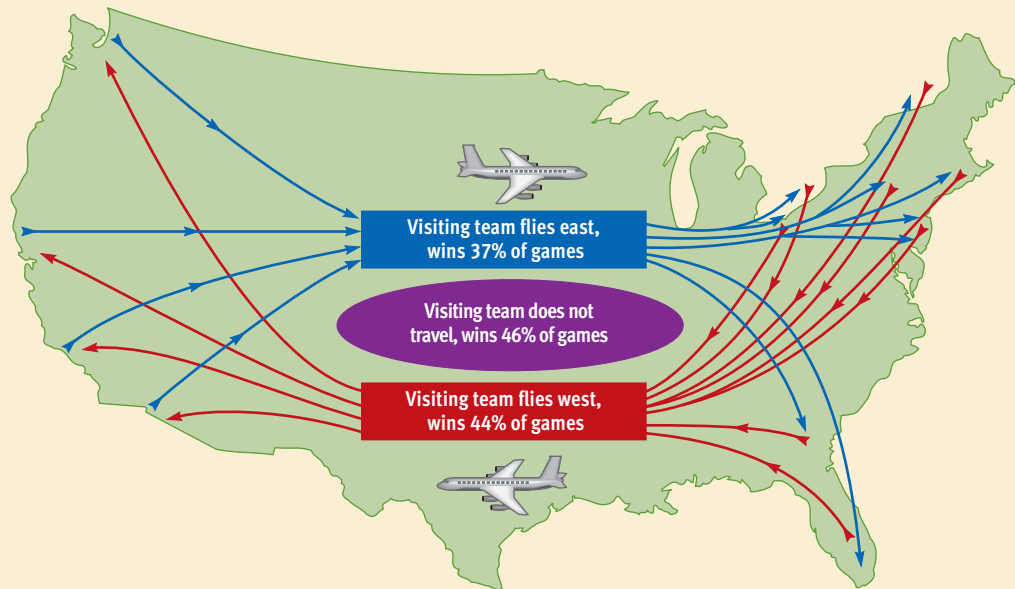 Visiting team flies east,
wins 37% of games
Visiting team does not
travel, wins 46% of games
Visiting team flies west,
wins 44% of games